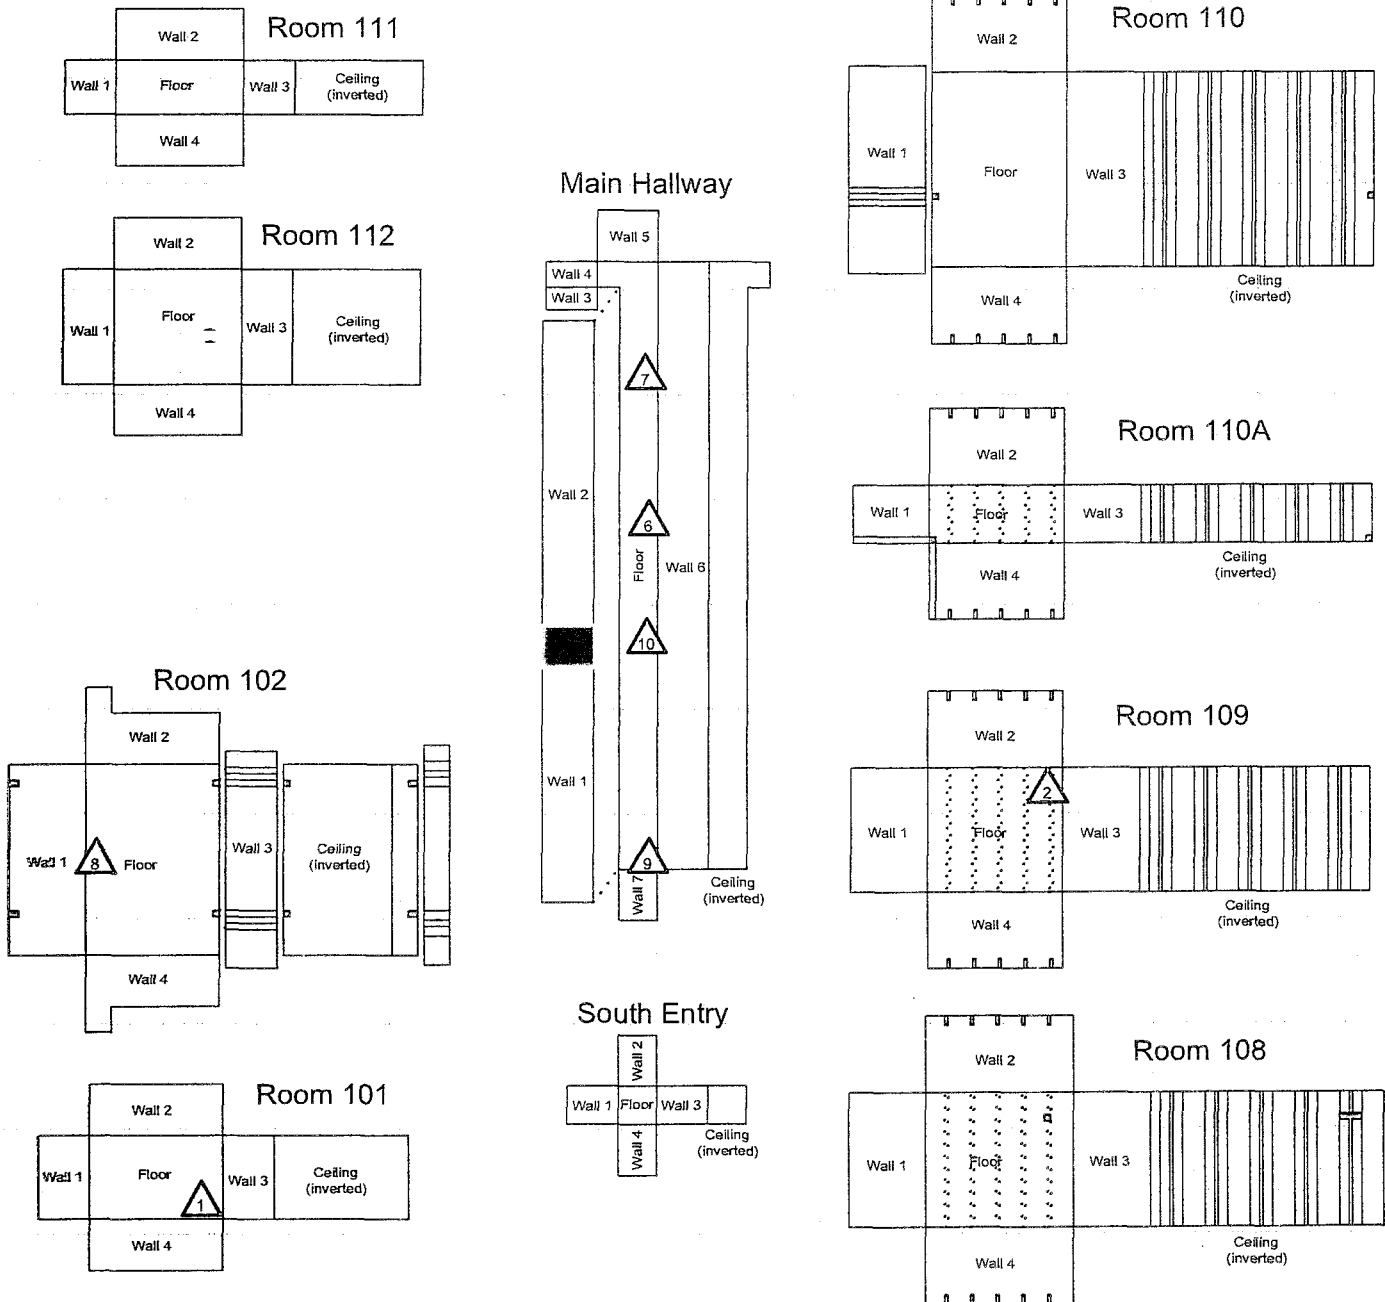 Room 111
Wall 2
Wall 1
Floor
Wall 3
Ceiling
(inverted)
Wall 4
Room 112
Wall 2
Wall 1
Floor
Wall 3
Ceiling
(inverted)
Wall 4
Room 102
Wall 2
Wall 1
8
Floor
Wall 3
Ceiling
(inverted)
Wall 4
Room 101
Wall 2
Wall 1
Floor
1
Wall 3
Ceiling
(inverted)
Wall 4
Main Hallway
Wall 5
Wall 4
Wall 3
7
Wall 2
6
Floor
Wall 6
10
Wall 1
9
Wall 7
Ceiling
(inverted)
South Entry
Wall 2
Wall 1
Floor
Wall 3
Wall 4
Ceiling
(inverted)
Room 110
Wall 2
Wall 1
Floor
Wall 3
Ceiling
(inverted)
Wall 4
Room 110A
Wall 2
Wall 1
Floor
Wall 3
Ceiling
(inverted)
Wall 4
Room 109
Wall 2
2
Wall 1
Floor
Wall 3
Ceiling
(inverted)
Wall 4
Room 108
Wall 2
Wall 1
Floor
Wall 3
Ceiling
(inverted)
Wall 4